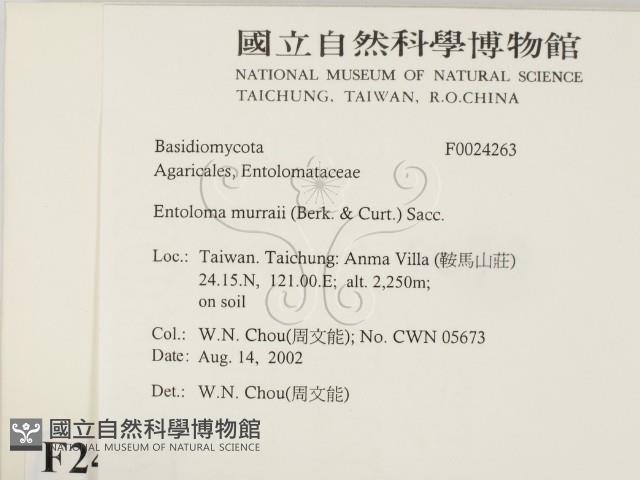 國立自然科學博物館
NATIONAL MUSEUM OF NATURAL SCIENCE
TAICHUNG, TAIWAN, R.O.CHINA
Basidiomycota F0024263
Agaricales, Entolomataceae
Entoloma murraii (Berk. & Curt.) Sacc.
Loc.: Taiwan. Taichung: Anma Villa (鞍馬山莊)
24.15.N, 121.00.E; alt. 2,250m;
on soil
Col.: W.N. Chou(周文能); No. CWN 05673
Date: Aug. 14, 2002
Det.: W.N. Chou(周文能)
國立自然科學博物館
NATIONAL MUSEUM OF NATURAL SCIENCE